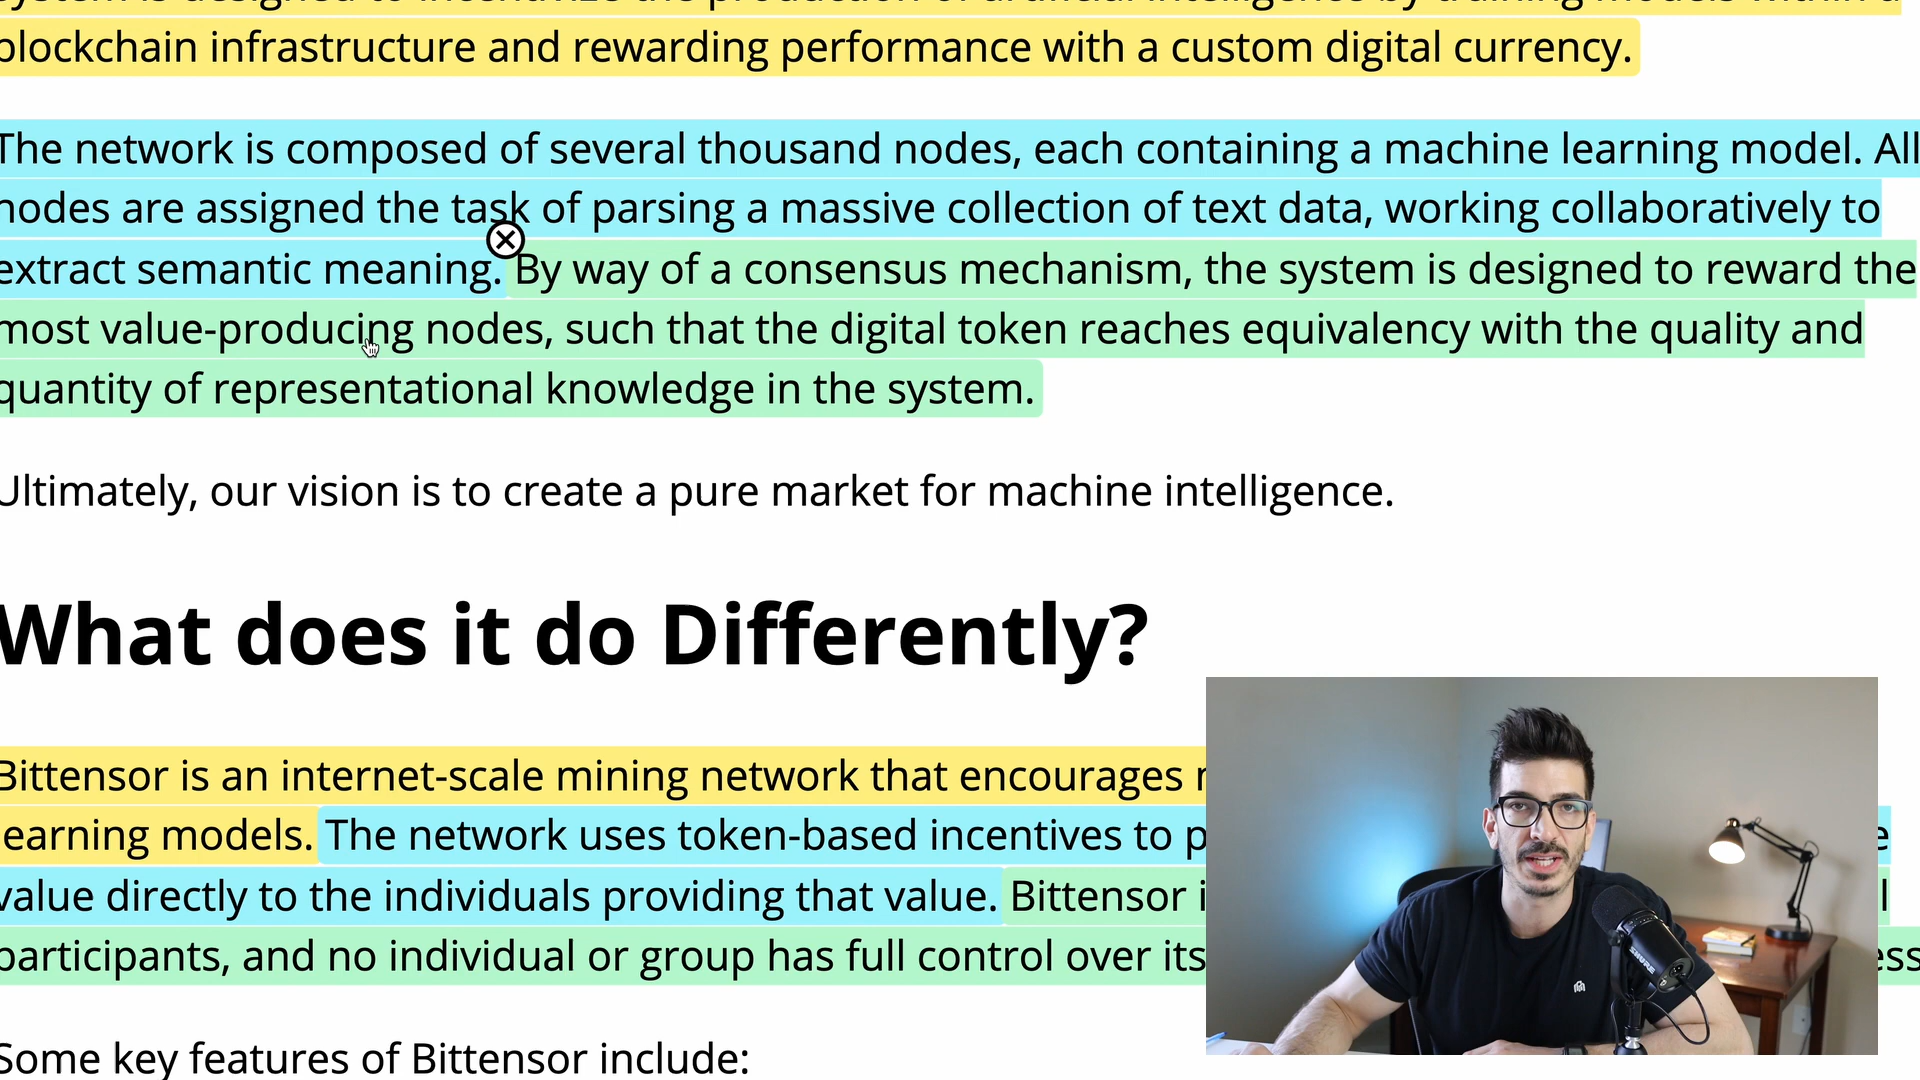 blockchain infrastructure and rewarding performance with a custom digital currency.
The network is composed of several thousand nodes, each containing a machine learning model. All
nodes are assigned the task of parsing a massive collection of text data, working collaboratively to
extract semantic meaning. By way of a consensus mechanism, the system is designed to reward the
most value-producing nodes, such that the digital token reaches equivalency with the quality and
quantity of representational knowledge in the system.
Ultimately, our vision is to create a pure market for machine intelligence.
What does it do Differently?
Bittensor is an internet-scale mining network that encourages
learning models. The network uses token-based incentives to
value directly to the individuals providing that value. Bittensor
participants, and no individual or group has full control over its
Some key features of Bittensor include:
SHURE